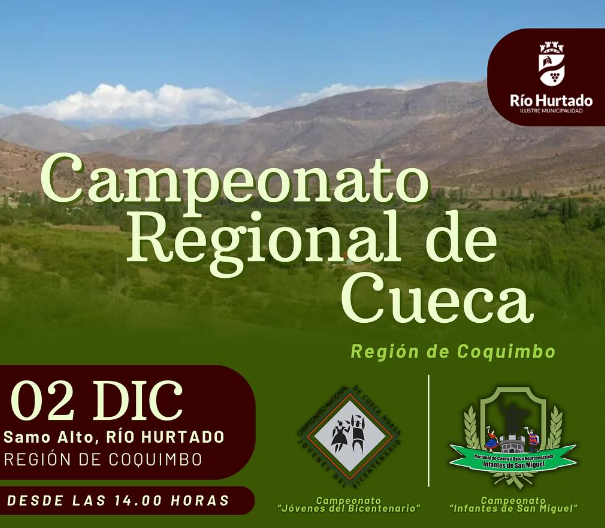 Río Hurtado
ILUSTRE MUNICIPALIDAD
Campeonato
Regional de
Cueca
Región de Coquimbo
02 DIC
Samo Alto, RÍO HURTADO
REGIÓN DE COQUIMBO
DESDE LAS 14.00 HORAS
JÓVENES DEL BICENTENARIO
Campeonato
"Jóvenes del Bicentenario"
Infantes de San Miguel
Campeonato
"Infantes de San Miguel"